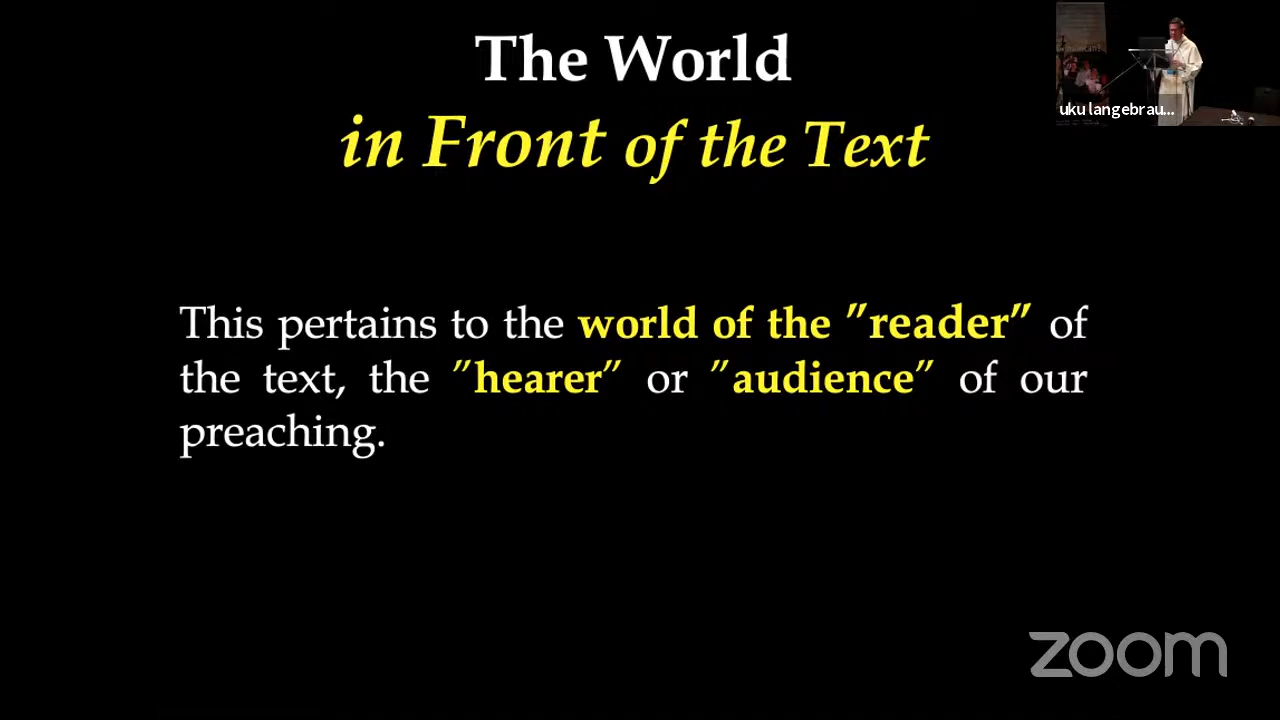 The World
in Front of the Text
uku langebrau...
This pertains to the world of the ”reader” of
the text, the ”hearer” or ”audience” of our
preaching.
zoom